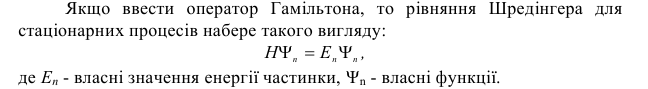 Якщо ввести оператор Гамільтона, то рівняння Шредінгера для
стаціонарних процесів набере такого вигляду:
HΨₙ = EₙΨₙ,
де Eₙ - власні значення енергії частинки, Ψₙ - власні функції.